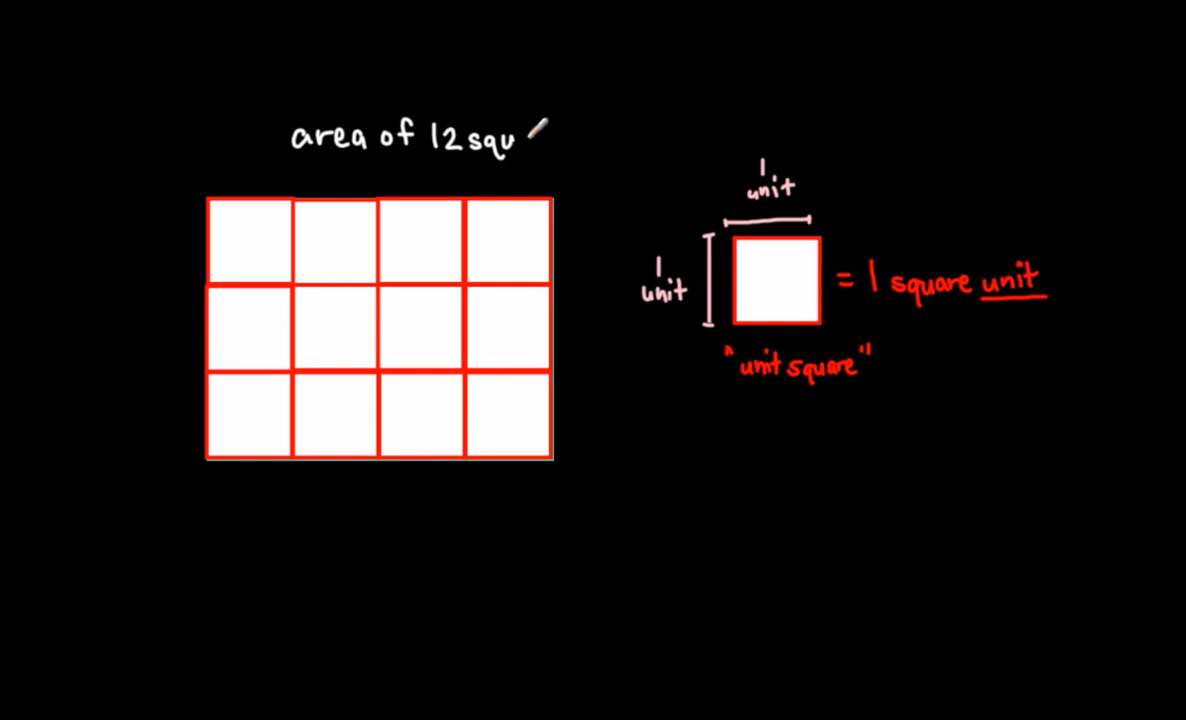 area of 12 squ
1
unit
1
unit
= 1 square unit
"unit square"